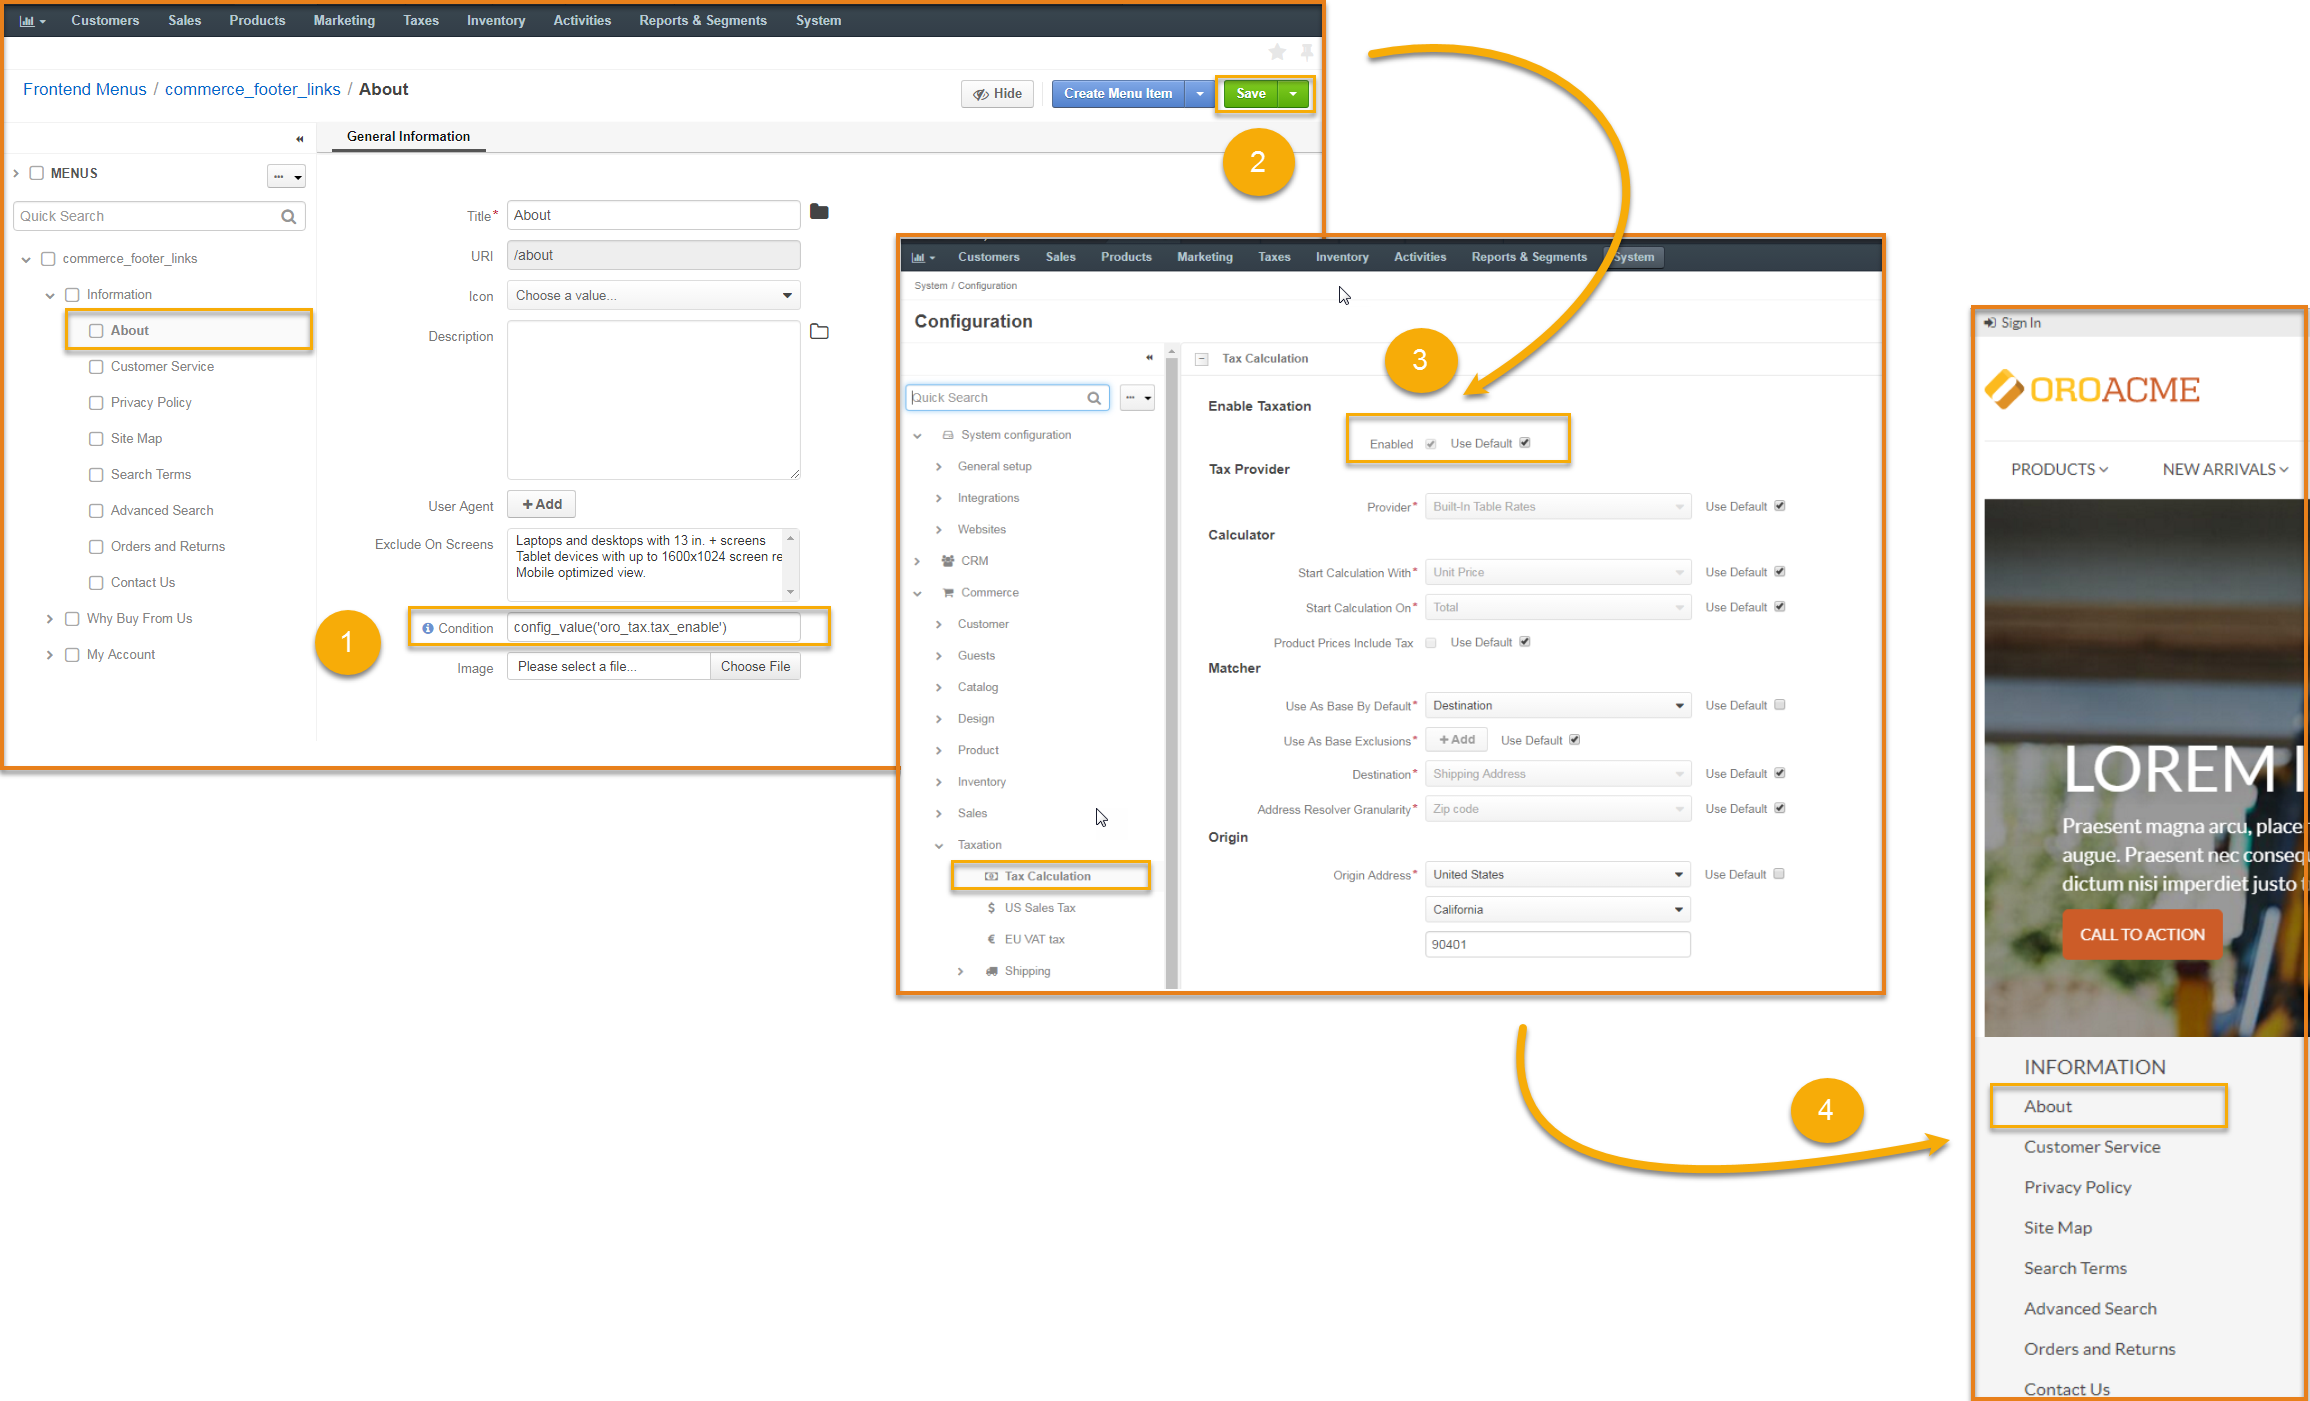 Customers Sales Products Marketing Taxes Inventory Activities Reports & Segments System
Frontend Menus / commerce_footer_links / About
Hide Create Menu Item Save
General Information
2
MENUS
Quick Search
commerce_footer_links
Information
About
Customer Service
Privacy Policy
Site Map
Search Terms
Advanced Search
Orders and Returns
Contact Us
Why Buy From Us
My Account
Title* About
URI /about
Icon Choose a value...
Description
User Agent + Add
Exclude On Screens
Laptops and desktops with 13 in. + screens
Tablet devices with up to 1600x1024 screen re
Mobile optimized view.
1
Condition config_value('oro_tax.tax_enable')
Image Please select a file... Choose File
Customers Sales Products Marketing Taxes Inventory Activities Reports & Segments System
System / Configuration
Configuration
Quick Search
System configuration
General setup
Integrations
Websites
CRM
Commerce
Customer
Guests
Catalog
Design
Product
Inventory
Sales
Taxation
Tax Calculation
US Sales Tax
EU VAT tax
Shipping
Tax Calculation
3
Enable Taxation
Enabled Use Default
Tax Provider
Provider* Built-In Table Rates Use Default
Calculator
Start Calculation With* Unit Price Use Default
Start Calculation On* Total Use Default
Product Prices Include Tax Use Default
Matcher
Use As Base By Default* Destination Use Default
Use As Base Exclusions* + Add Use Default
Destination* Shipping Address Use Default
Address Resolver Granularity* Zip code Use Default
Origin
Origin Address* United States Use Default
California
90401
4
Sign In
OROACME
PRODUCTS NEW ARRIVALS
LOREM I
Praesent magna arcu, place
augue. Praesent nec conseq
dictum nisi imperdiet justo t
CALL TO ACTION
INFORMATION
About
Customer Service
Privacy Policy
Site Map
Search Terms
Advanced Search
Orders and Returns
Contact Us